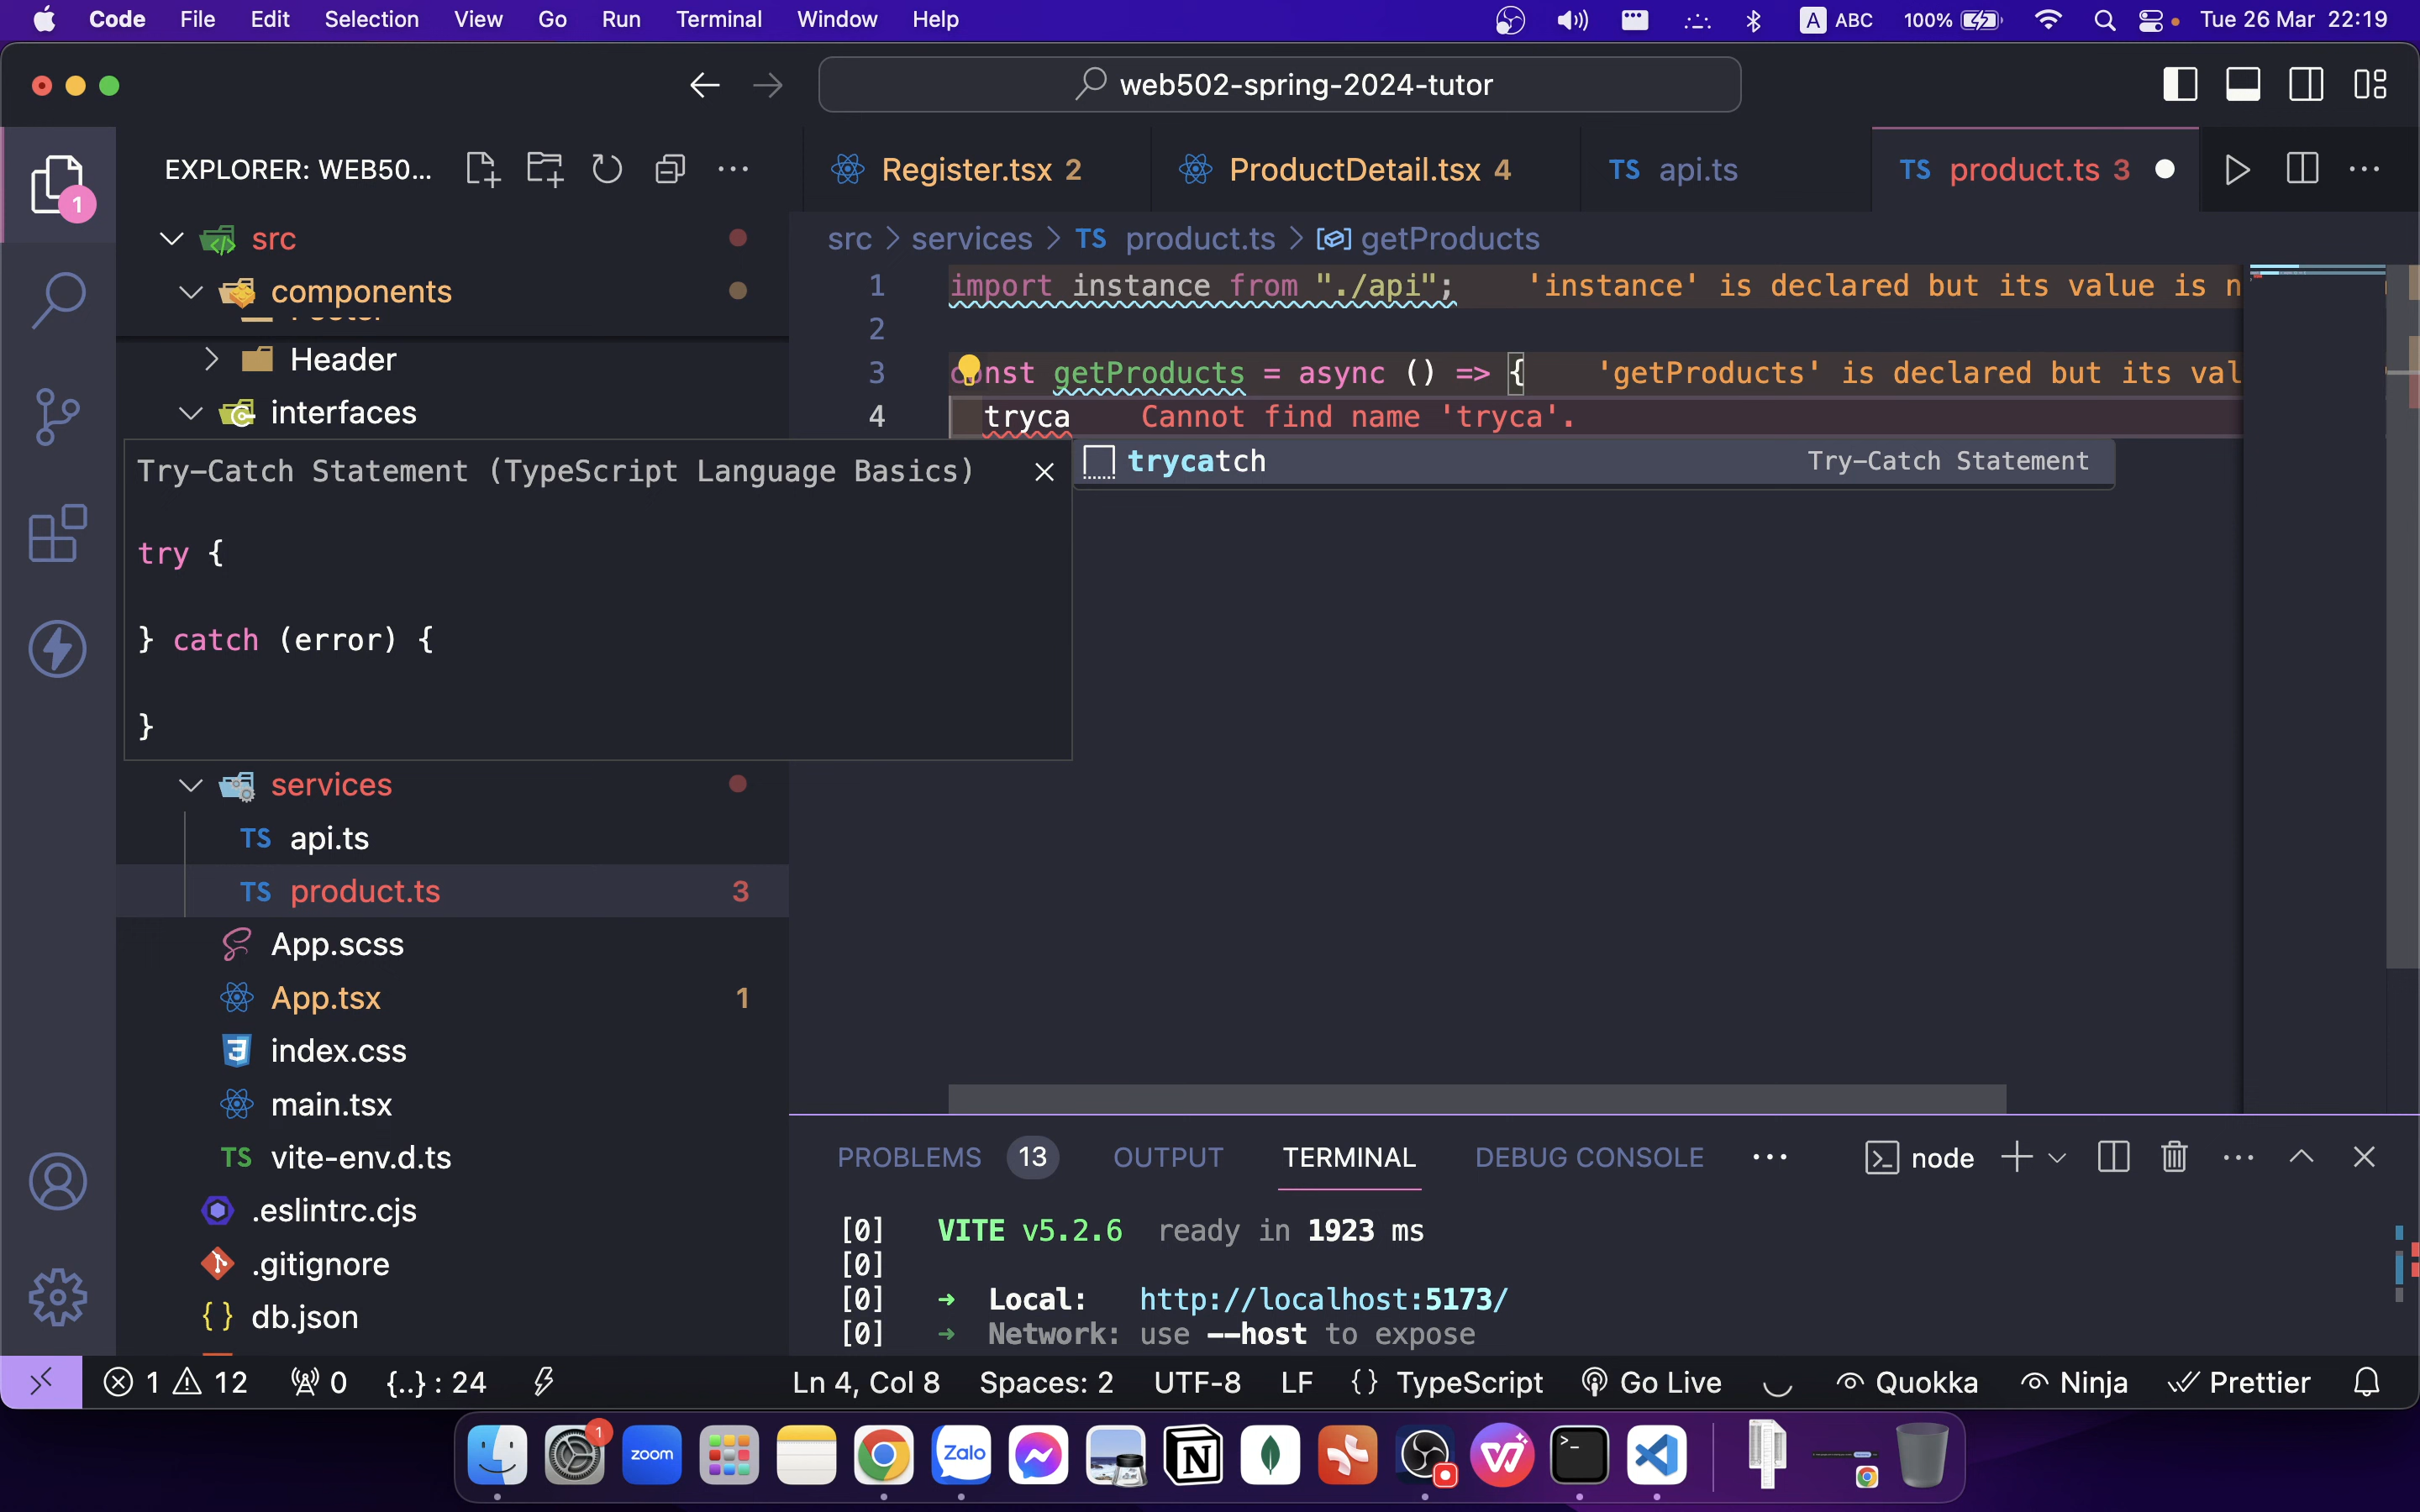 Code File Edit Selection View Go Run Terminal Window Help A ABC 100% Tue 26 Mar 22:19
web502-spring-2024-tutor
EXPLORER: WEB50...
Register.tsx 2 ProductDetail.tsx 4 TS api.ts TS product.ts 3
1
src > services > TS product.ts > getProducts
src
components
Header
interfaces
1 import instance from "./api"; 'instance' is declared but its value is n
2
3 const getProducts = async () => { 'getProducts' is declared but its val
4 tryca Cannot find name 'tryca'.
trycatch Try-Catch Statement
Try-Catch Statement (TypeScript Language Basics)
try {
} catch (error) {
}
services
TS api.ts
TS product.ts 3
App.scss
App.tsx 1
index.css
main.tsx
TS vite-env.d.ts
.eslintrc.cjs
.gitignore
{ } db.json
PROBLEMS 13 OUTPUT TERMINAL DEBUG CONSOLE node
[0] VITE v5.2.6 ready in 1923 ms
[0]
[0] ➜ Local: http://localhost:5173/
[0] ➜ Network: use --host to expose
1 12 0 {..} : 24 Ln 4, Col 8 Spaces: 2 UTF-8 LF {} TypeScript Go Live Quokka Ninja Prettier
1 zoom Zalo